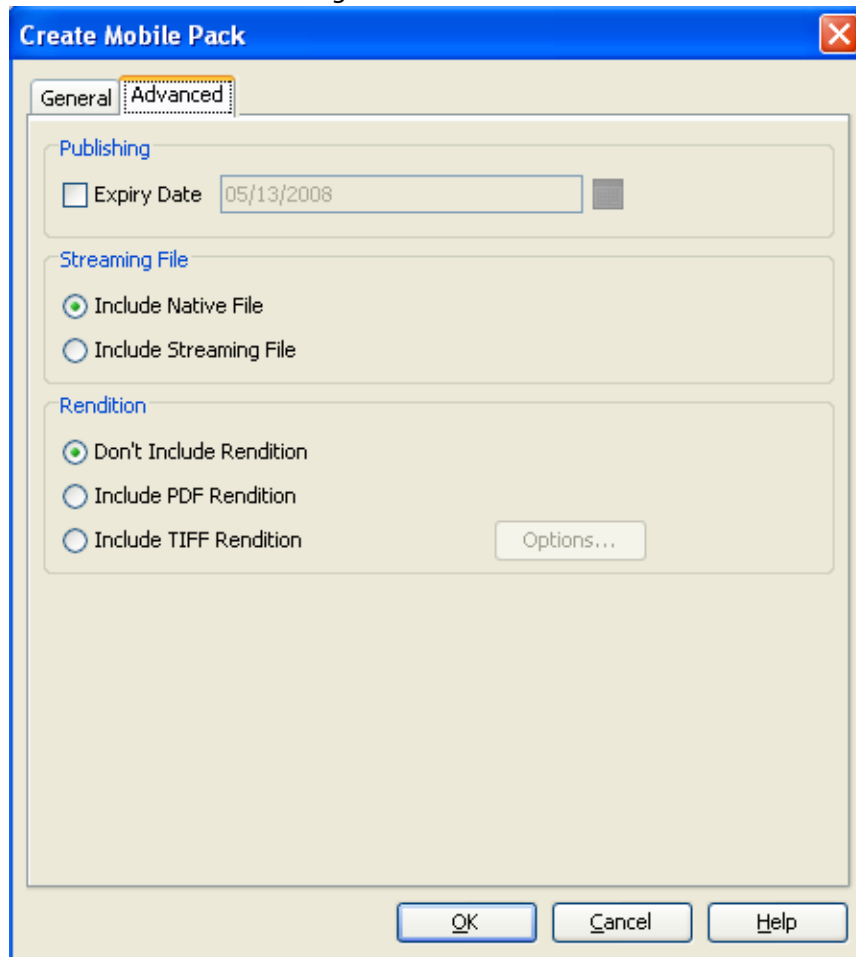 Create Mobile Pack
General Advanced
Publishing
Expiry Date 05/13/2008
Streaming File
Include Native File
Include Streaming File
Rendition
Don't Include Rendition
Include PDF Rendition
Include TIFF Rendition Options...
OK Cancel Help